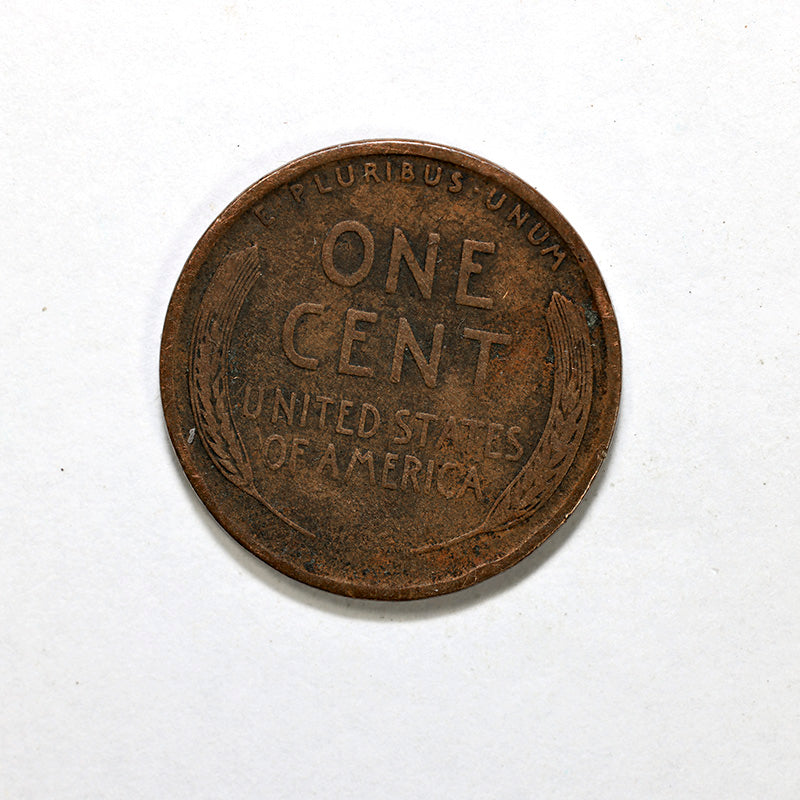 E·PLURIBUS·UNUM
ONE
CENT
UNITED STATES
OF AMERICA